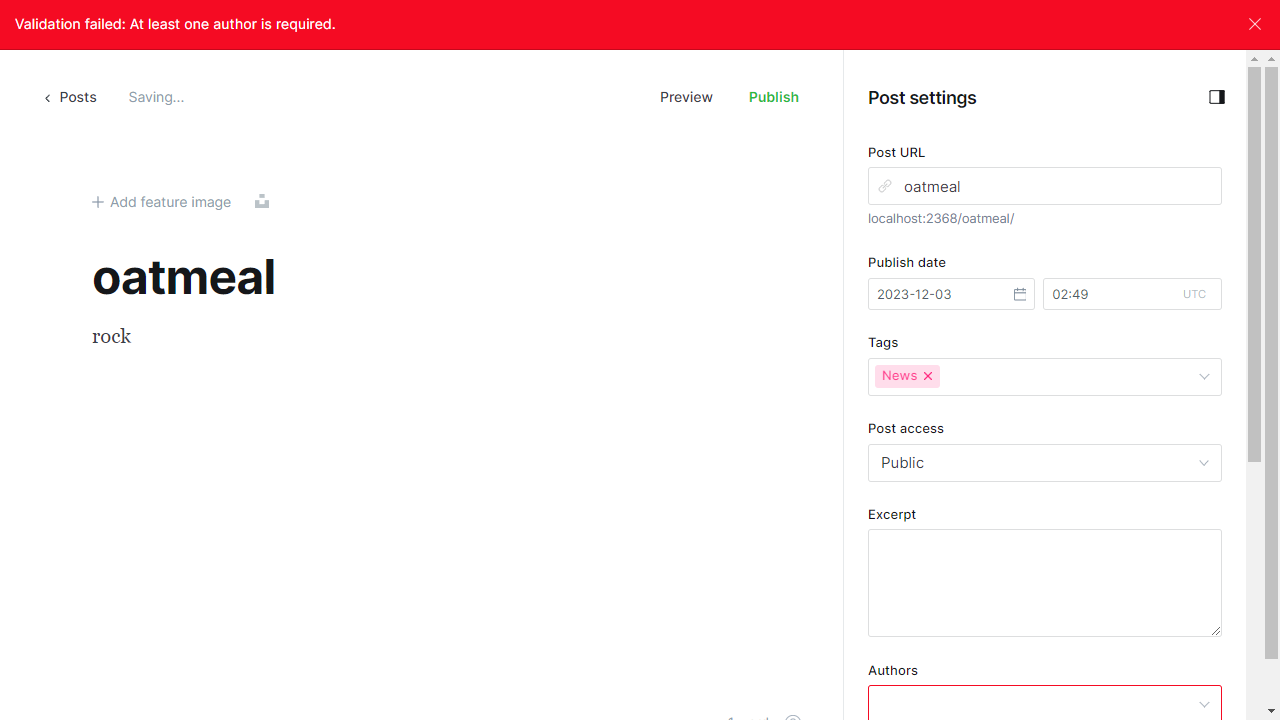 Validation failed: At least one author is required.
Posts
Saving...
Preview
Publish
Post settings
Post URL
oatmeal
localhost:2368/oatmeal/
Add feature image
oatmeal
rock
Publish date
2023-12-03
02:49
UTC
Tags
News
Post access
Public
Excerpt
Authors